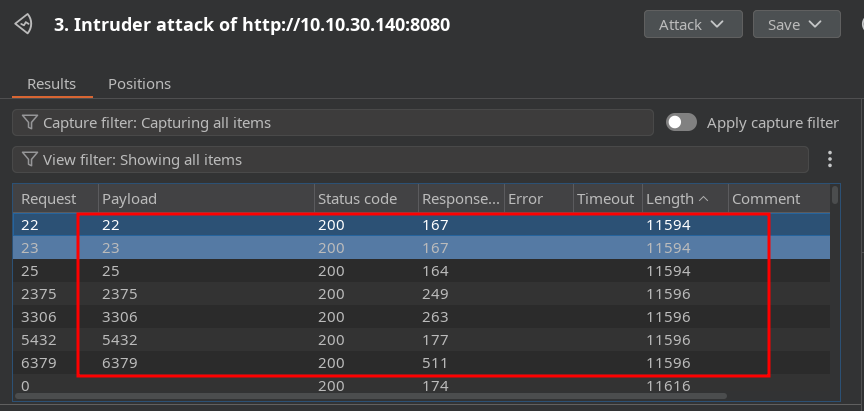 3. Intruder attack of http://10.10.30.140:8080
Attack
Save
Results
Positions
Capture filter: Capturing all items
Apply capture filter
View filter: Showing all items
Request Payload Status code Response... Error Timeout Length Comment
22 22 200 167 11594
23 23 200 167 11594
25 25 200 164 11594
2375 2375 200 249 11596
3306 3306 200 263 11596
5432 5432 200 177 11596
6379 6379 200 511 11596
0 200 174 11616